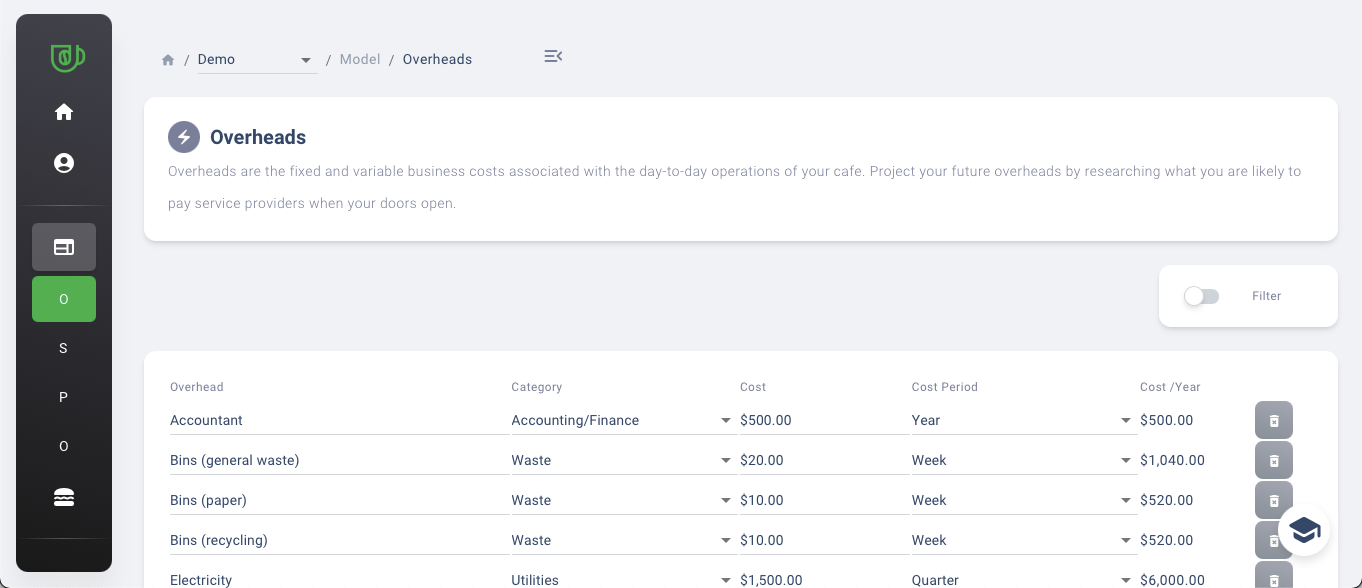 / Demo / Model / Overheads
Overheads
Overheads are the fixed and variable business costs associated with the day-to-day operations of your cafe. Project your future overheads by researching what you are likely to
pay service providers when your doors open.
O
S
P
O
Filter
Overhead Category Cost Cost Period Cost /Year
Accountant Accounting/Finance $500.00 Year $500.00
Bins (general waste) Waste $20.00 Week $1,040.00
Bins (paper) Waste $10.00 Week $520.00
Bins (recycling) Waste $10.00 Week $520.00
Electricity Utilities $1,500.00 Quarter $6,000.00